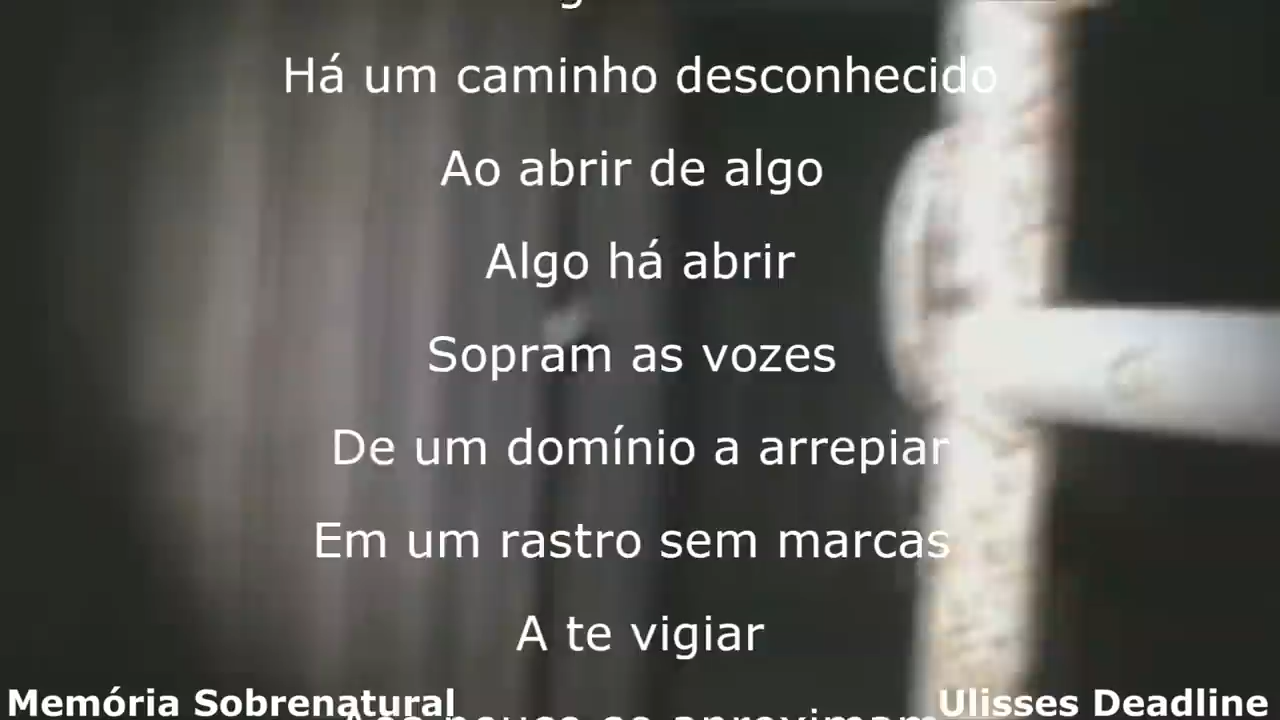 Há um caminho desconhecido
Ao abrir de algo
Algo há abrir
Sopram as vozes
De um domínio a arrepiar
Em um rastro sem marcas
A te vigiar
Memória Sobrenatural
Ulisses Deadline